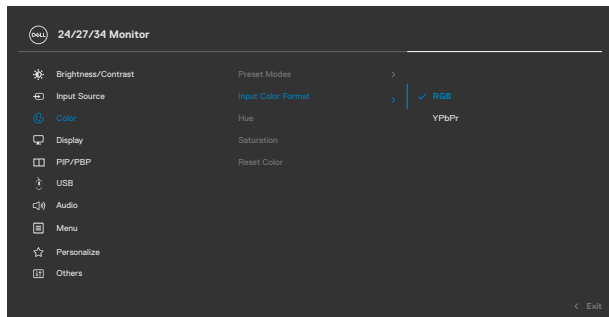 DELL 24/27/34 Monitor
Brightness/Contrast Preset Modes >
Input Source Input Color Format > ✓ RGB
Color Hue YPbPr
Display Saturation
PIP/PBP Reset Color
USB
Audio
Menu
Personalize
Others
< Exit